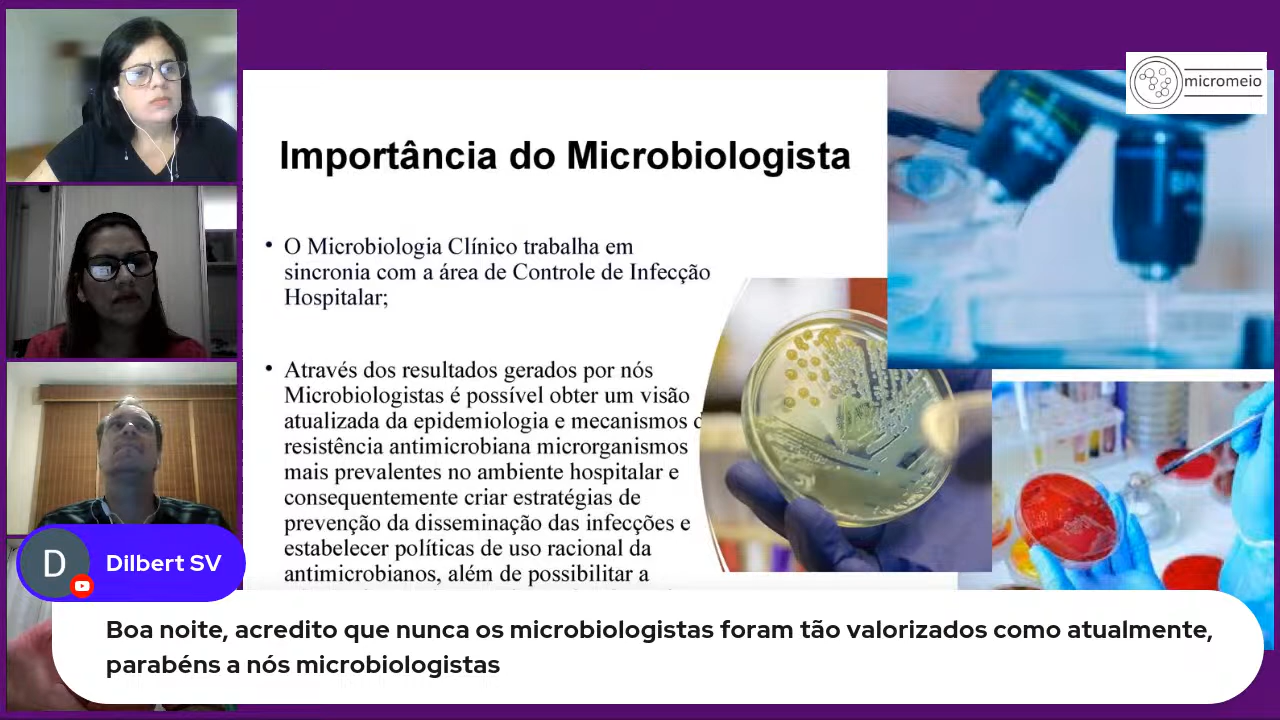 micromeio
Importância do Microbiologista
• O Microbiologia Clínico trabalha em
sincronia com a área de Controle de Infecção
Hospitalar;
• Através dos resultados gerados por nós
Microbiologistas é possível obter um visão
atualizada da epidemiologia e mecanismos
resistência antimicrobiana microrganismos
mais prevalentes no ambiente hospitalar e
consequentemente criar estratégias de
prevenção da disseminação das infecções e
estabelecer políticas de uso racional da
antimicrobianos, além de possibilitar a
D
Dilbert SV
Boa noite, acredito que nunca os microbiologistas foram tão valorizados como atualmente,
parabéns a nós microbiologistas